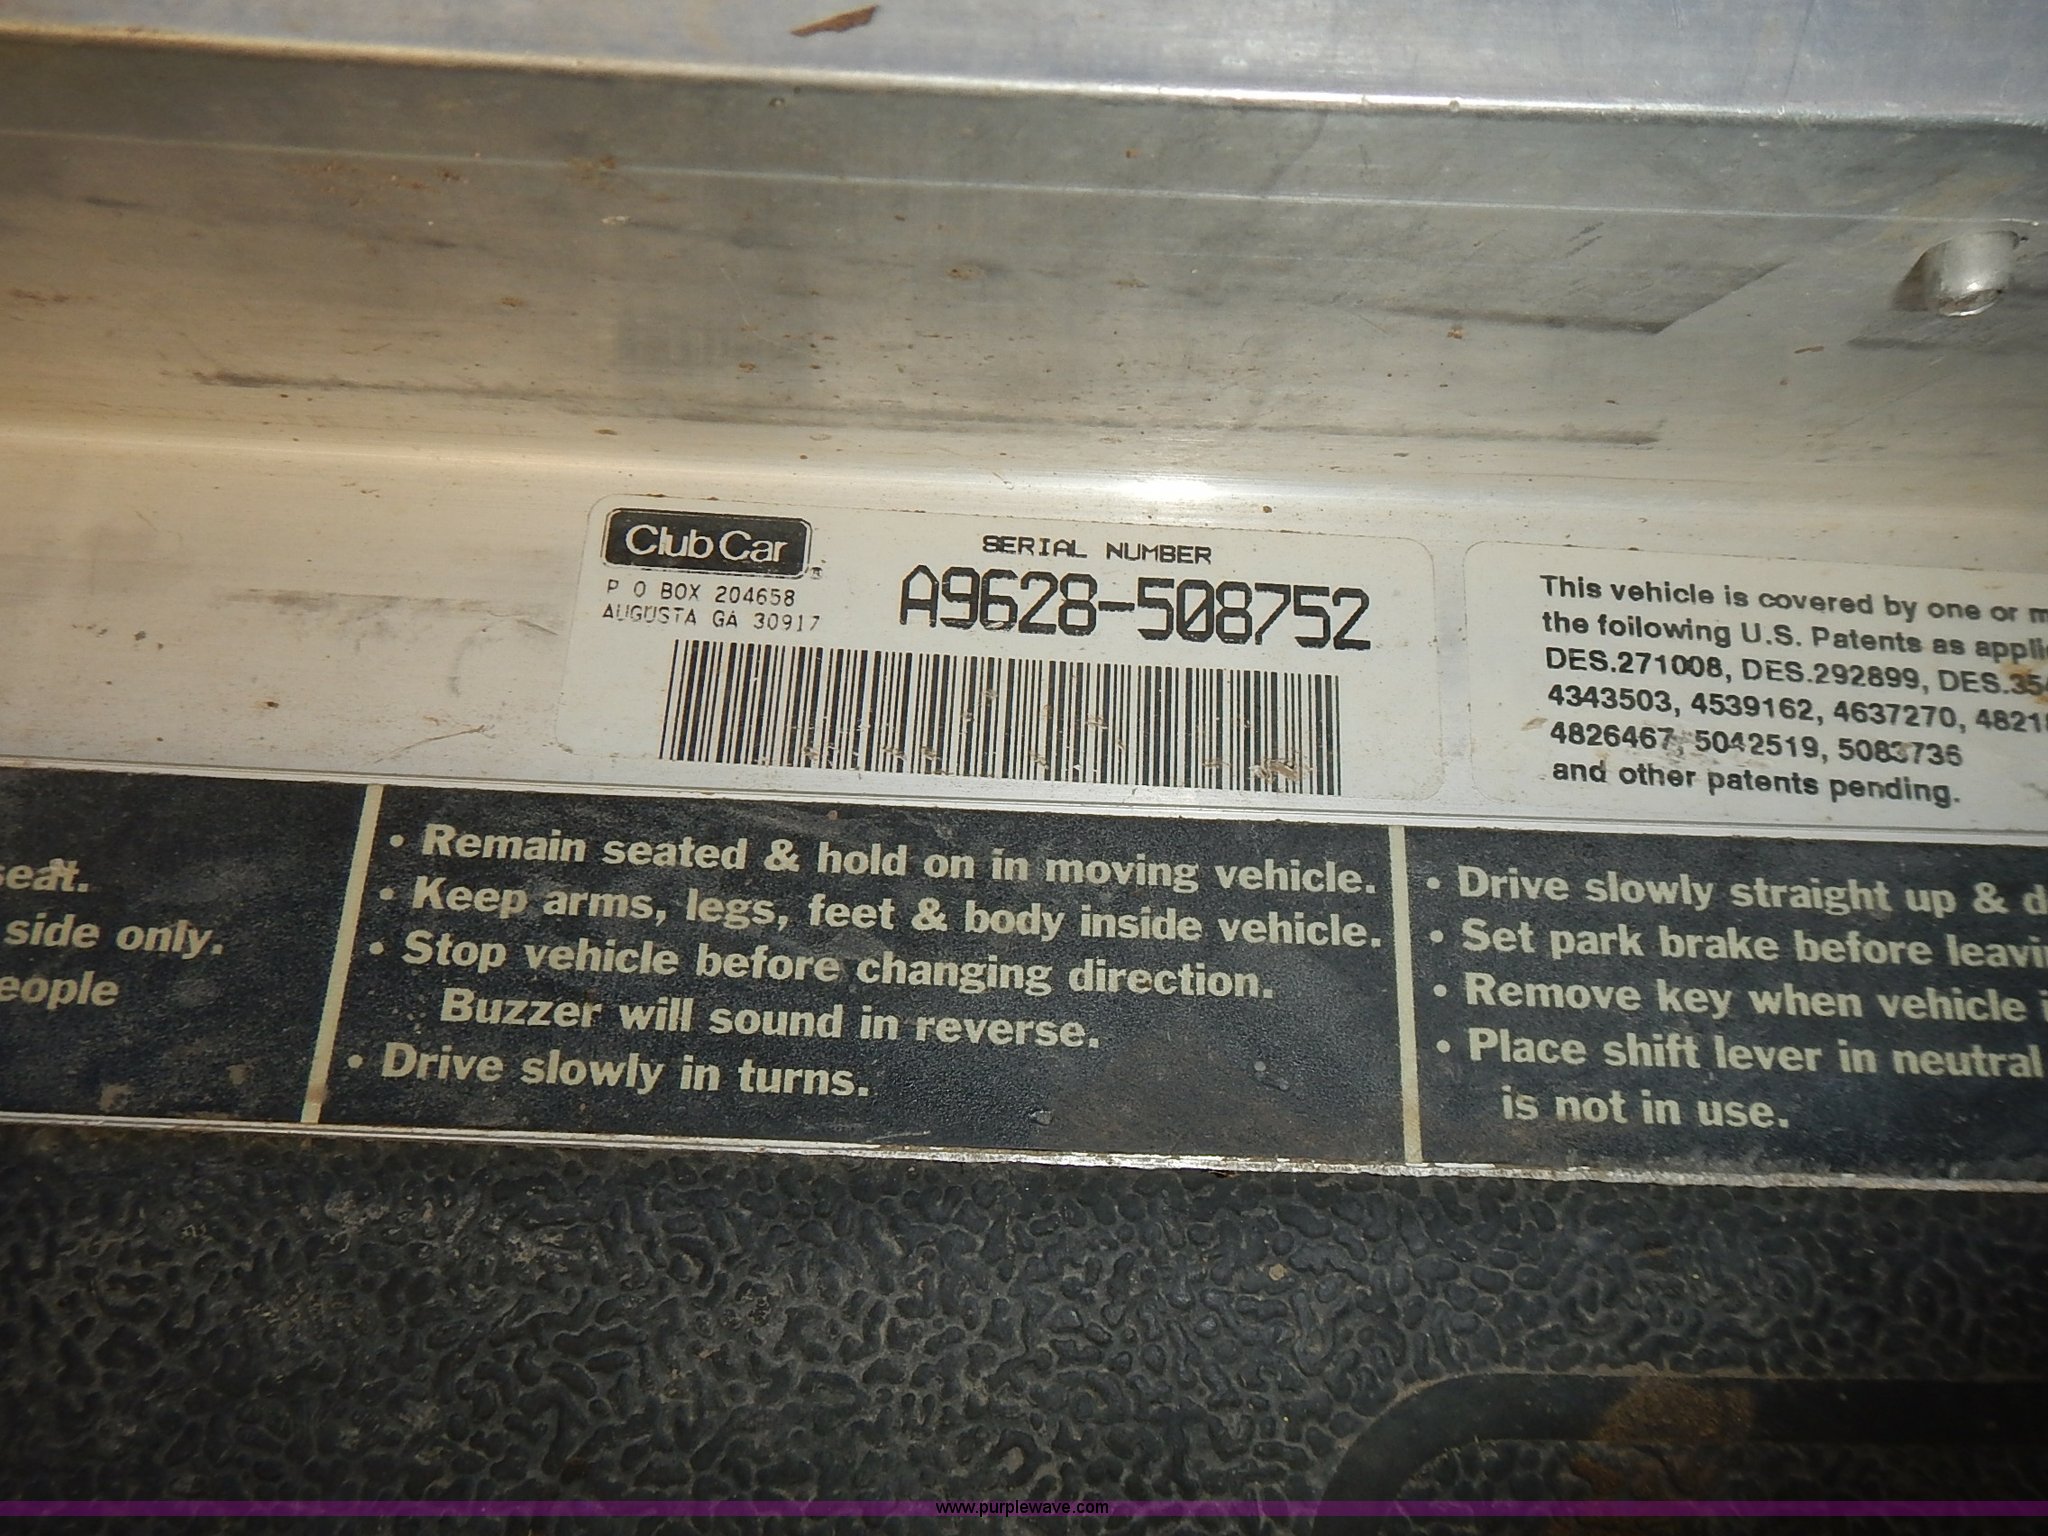 Club Car®
P O BOX 204658
AUGUSTA GA 30917
SERIAL NUMBER
A9628-508752
This vehicle is covered by one or
the foilowing U.S. Patents as
DES.271008, DES.292899,
4343503, 4539162, 4637270,
4826467, 5042519, 5083736
and other patents pending.
seat.
side only.
• Remain seated & hold on in moving vehicle.
• Keep arms, legs, feet & body inside vehicle.
• Stop vehicle before changing direction.
Buzzer will sound in reverse.
• Drive slowly in turns.
• Drive slowly straight up &
• Set park brake before
• Remove key when vehicle
• Place shift lever in neutral
is not in use.
www.purplewave.com